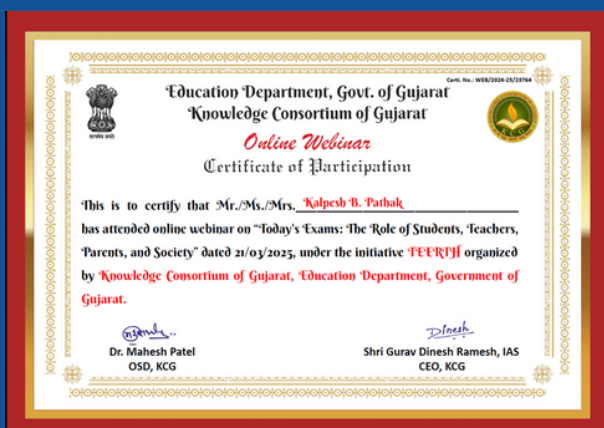 Certi. No.: WEB/2024-25/23764
Education Department, Govt. of Gujarat
Knowledge Consortium of Gujarat
KCG
Online Webinar
Certificate of Participation
This is to certify that Mr./Ms./Mrs. Kalpesh B. Pathak
has attended online webinar on "Today's Exams: The Role of Students, Teachers,
Parents, and Society" dated 21/03/2025, under the initiative TEERTH organized
by Knowledge Consortium of Gujarat, Education Department, Government of
Gujarat.
Dinesh
Dr. Mahesh Patel
Shri Gurav Dinesh Ramesh, IAS
OSD, KCG
CEO, KCG